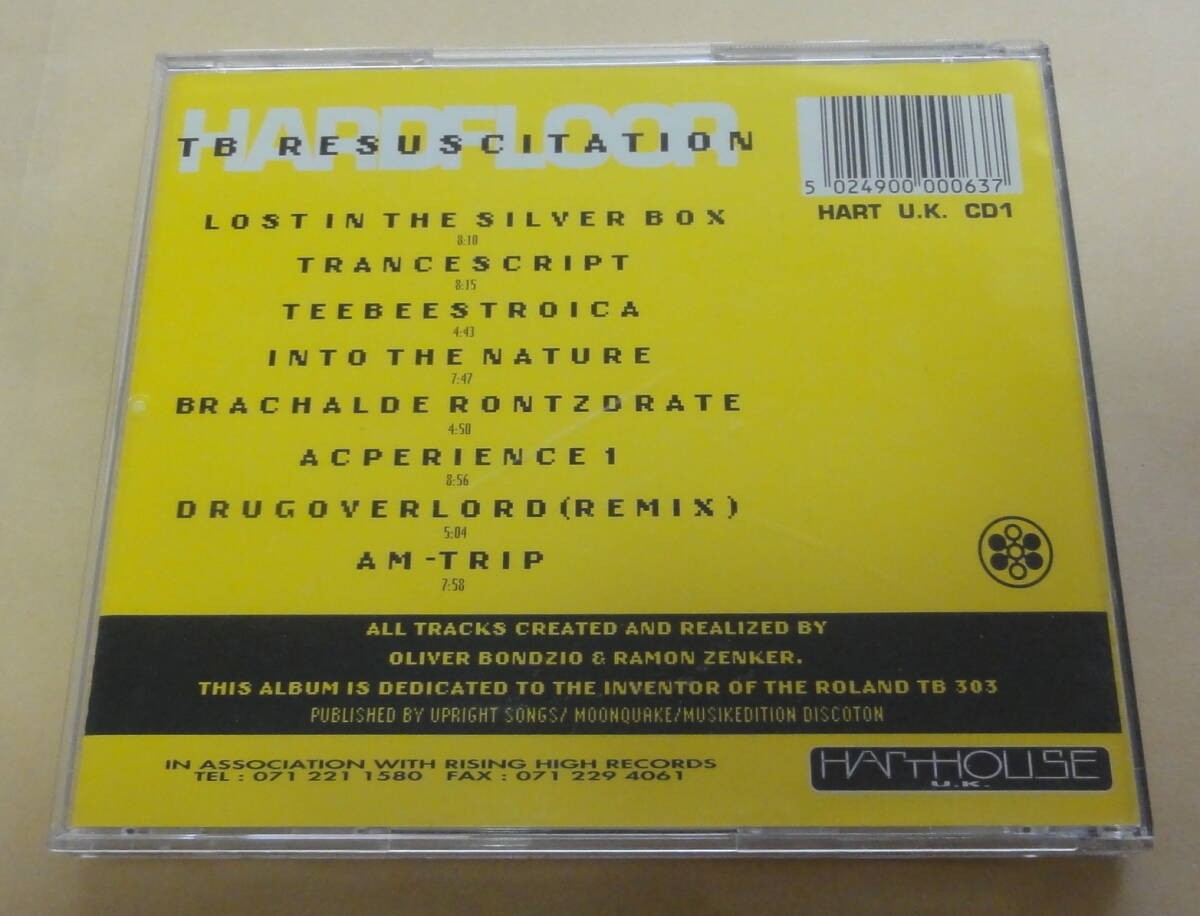 HARDFLOOR
TB RESUSCITATION
5 024900 000637
HART U.K. CD1
LOST IN THE SILVER BOX
8:10
TRANCESCRIPT
8:15
TEEBEESTROICA
4:43
INTO THE NATURE
7:47
BRACHALDE RONTZDRATE
4:50
ACPERIENCE 1
8:56
DRUGOVERLORD (REMIX)
5:04
AM-TRIP
7:58
ALL TRACKS CREATED AND REALIZED BY
OLIVER BONDZIO & RAMON ZENKER.
THIS ALBUM IS DEDICATED TO THE INVENTOR OF THE ROLAND TB 303
PUBLISHED BY UPRIGHT SONGS/ MOONQUAKE/MUSIKEDITION DISCOTON
IN ASSOCIATION WITH RISING HIGH RECORDS
TEL : 071 221 1580 FAX : 071 229 4061
HARTHOUSE
U.K.